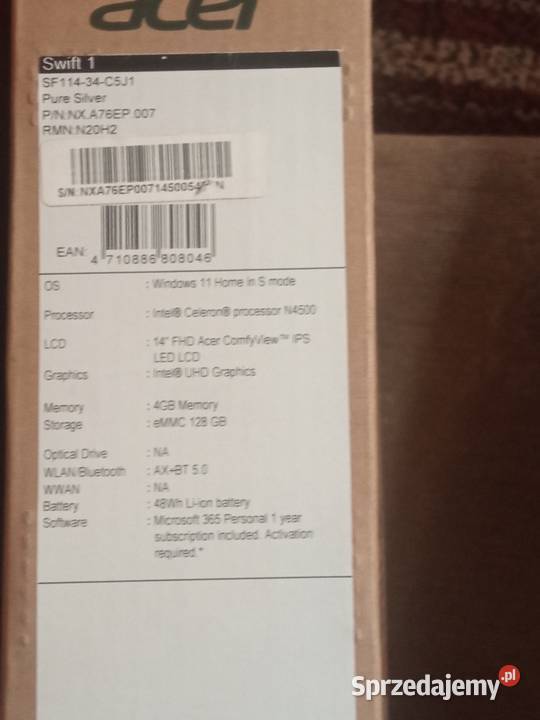 acer
Swift 1
SF114-34-C5J1
Pure Silver
P/N:NX.A76EP.007
RMN:N20H2
EAN:
4 710886 808046
OS : Windows 11 Home in S mode
Processor : Intel® Celeron® processor N4500
LCD : 14" FHD Acer ComfyView™ IPS
LED LCD
Graphics : Intel® UHD Graphics
Memory : 4GB Memory
Storage : eMMC 128 GB
Optical Drive : NA
WLAN/Bluetooth : AX+BT 5.0
WWAN : NA
Battery : 48Wh Li-ion battery
Software : Microsoft 365 Personal 1 year
subscription included. Activation
required.*
Sprzedajemy.pl